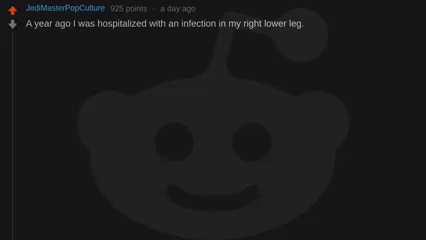 JediMasterPopCulture 925 points · a day ago
A year ago I was hospitalized with an infection in my right lower leg.